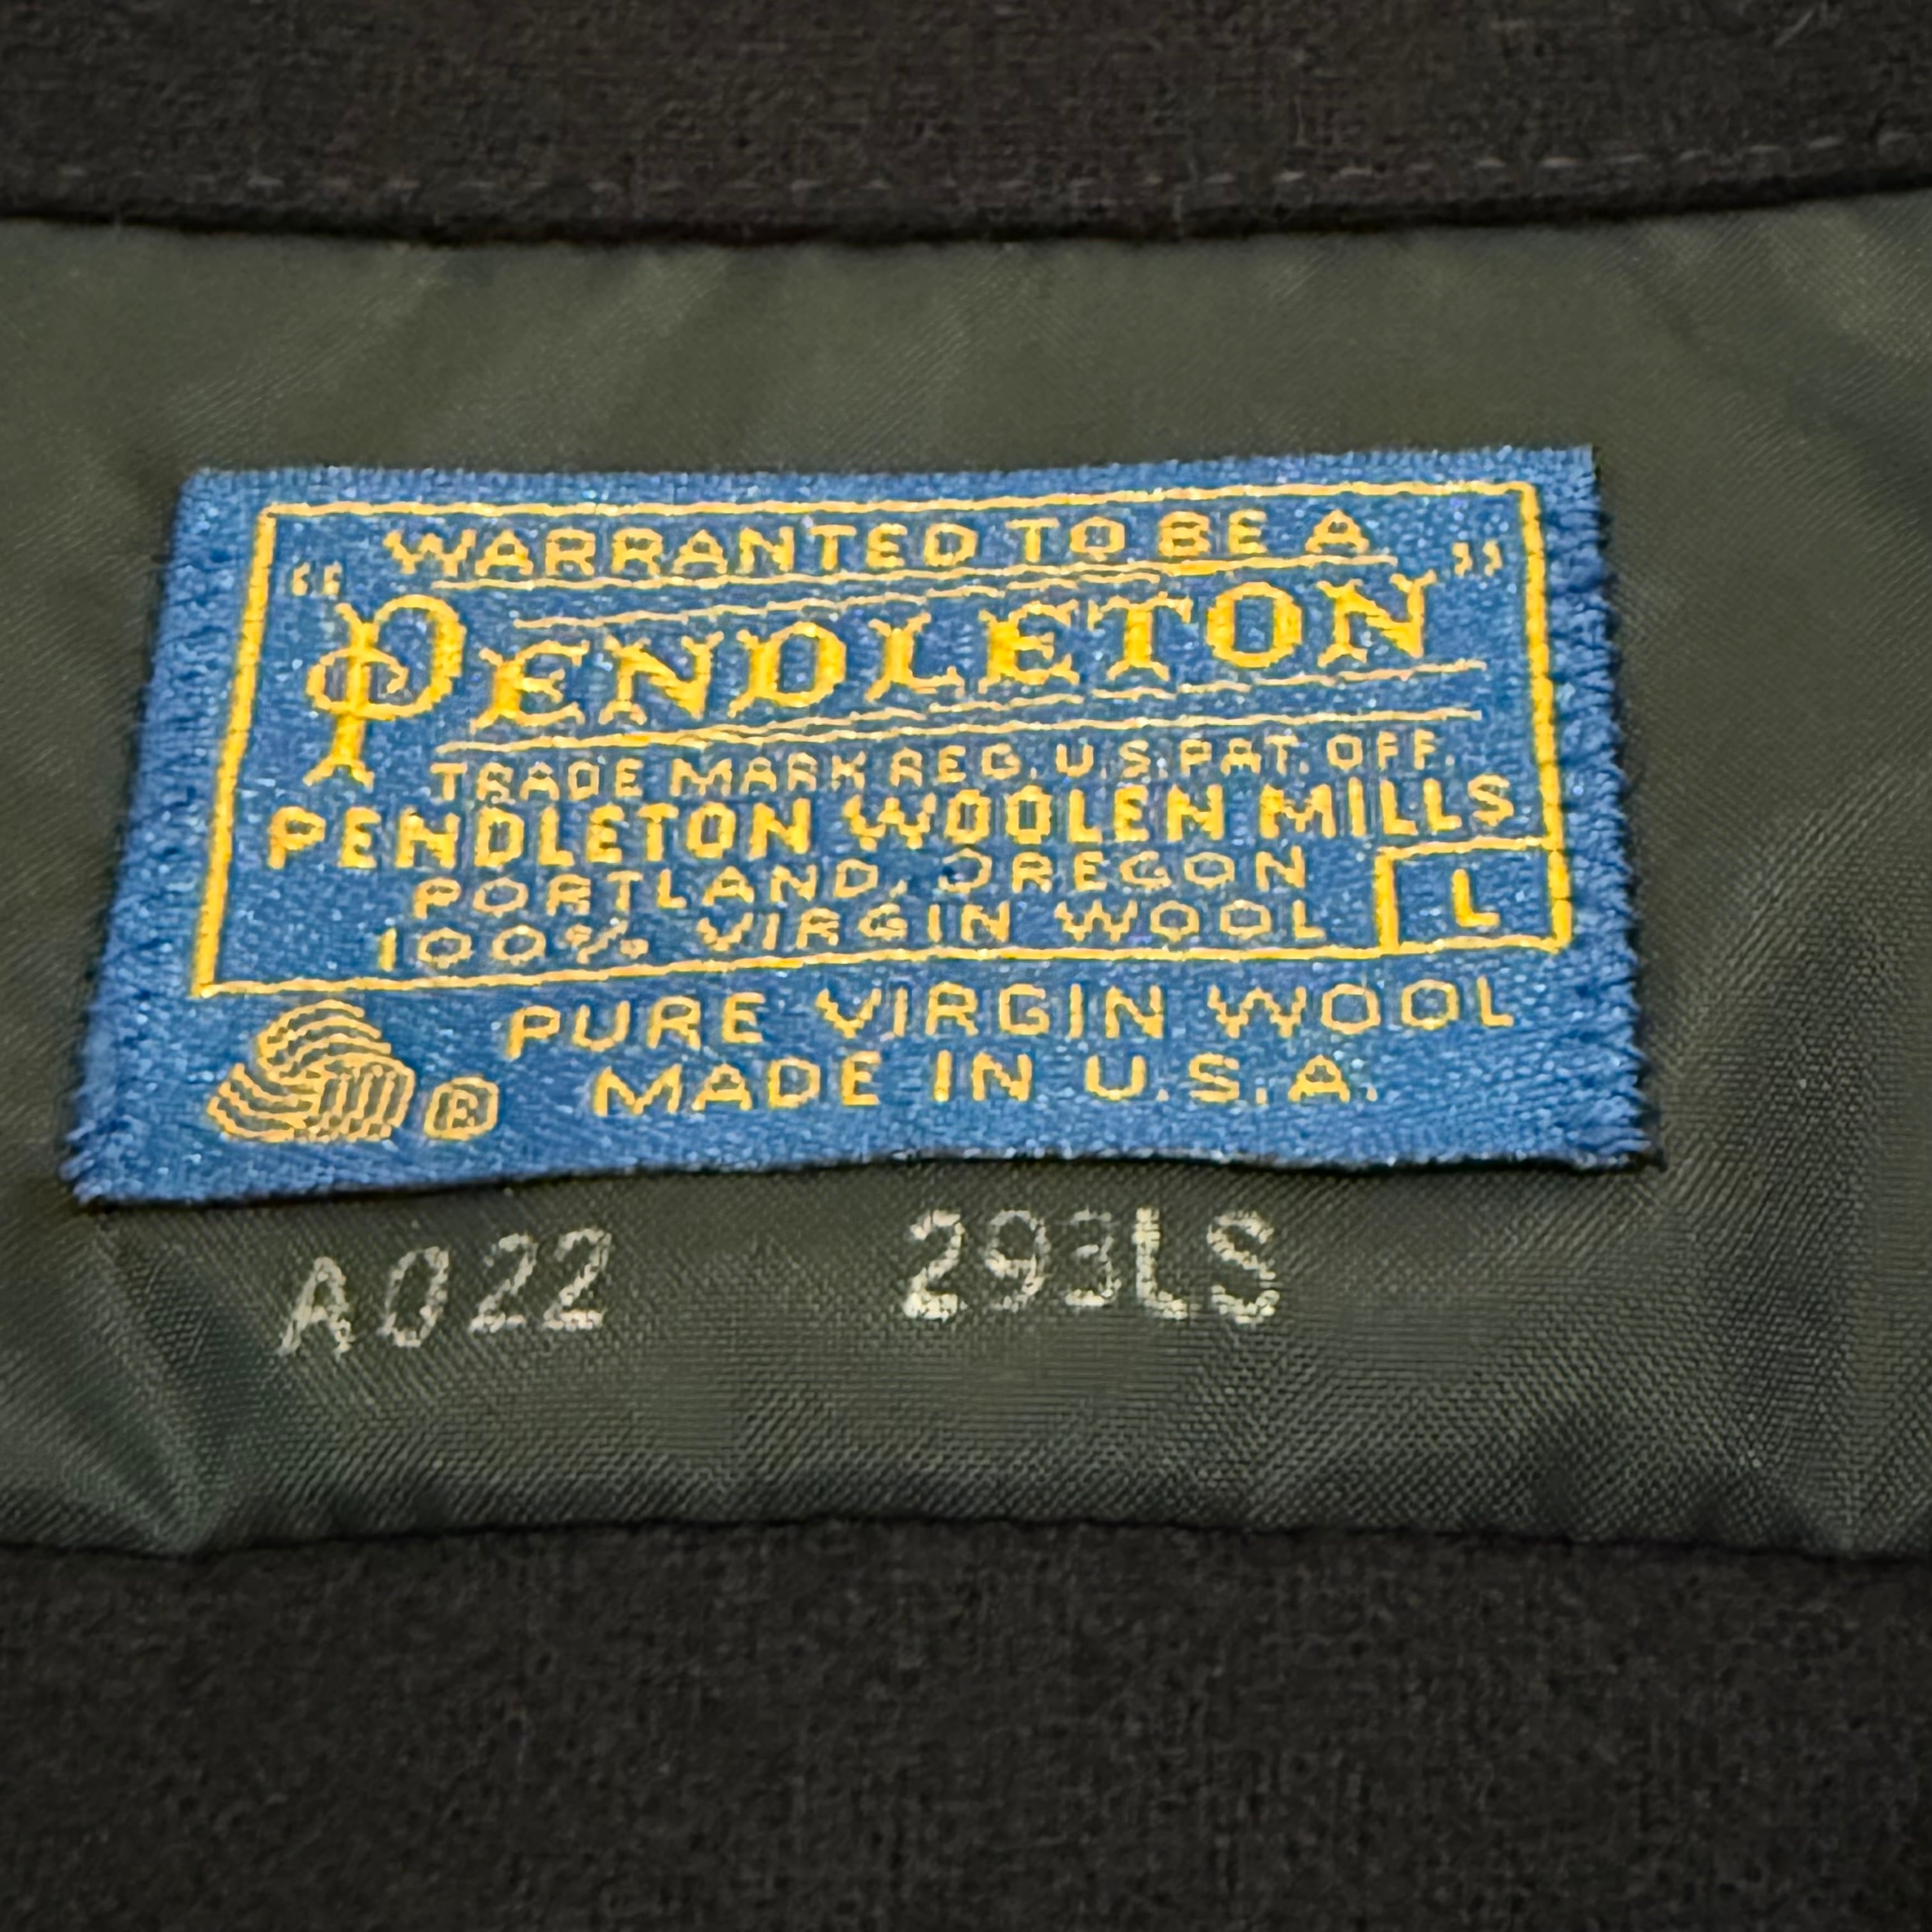 WARRANTED TO BE A
“PENDLETON”
TRADE MARK REG. U.S. PAT. OFF.
PENDLETON WOOLEN MILLS
PORTLAND, OREGON
100% VIRGIN WOOL
L
PURE VIRGIN WOOL
® MADE IN U.S.A.
A022 293LS